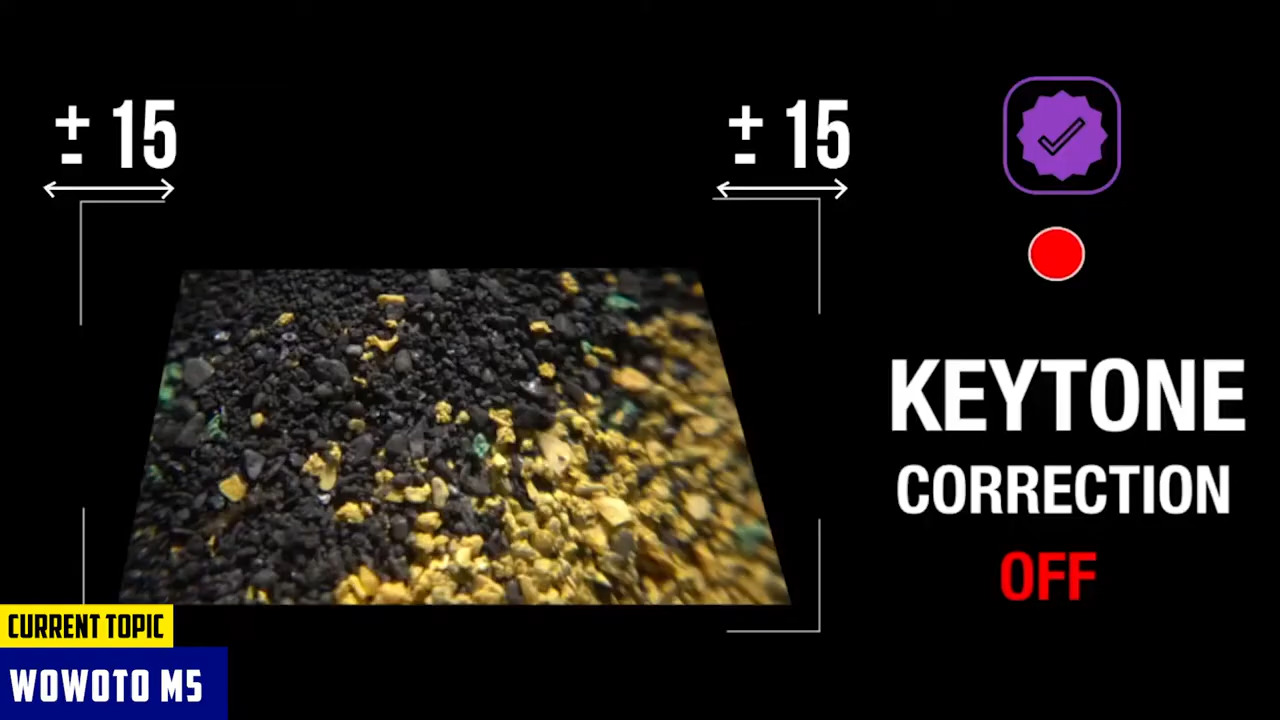 ± 15
± 15
KEYTONE
CORRECTION
OFF
CURRENT TOPIC
WOWOTO M5